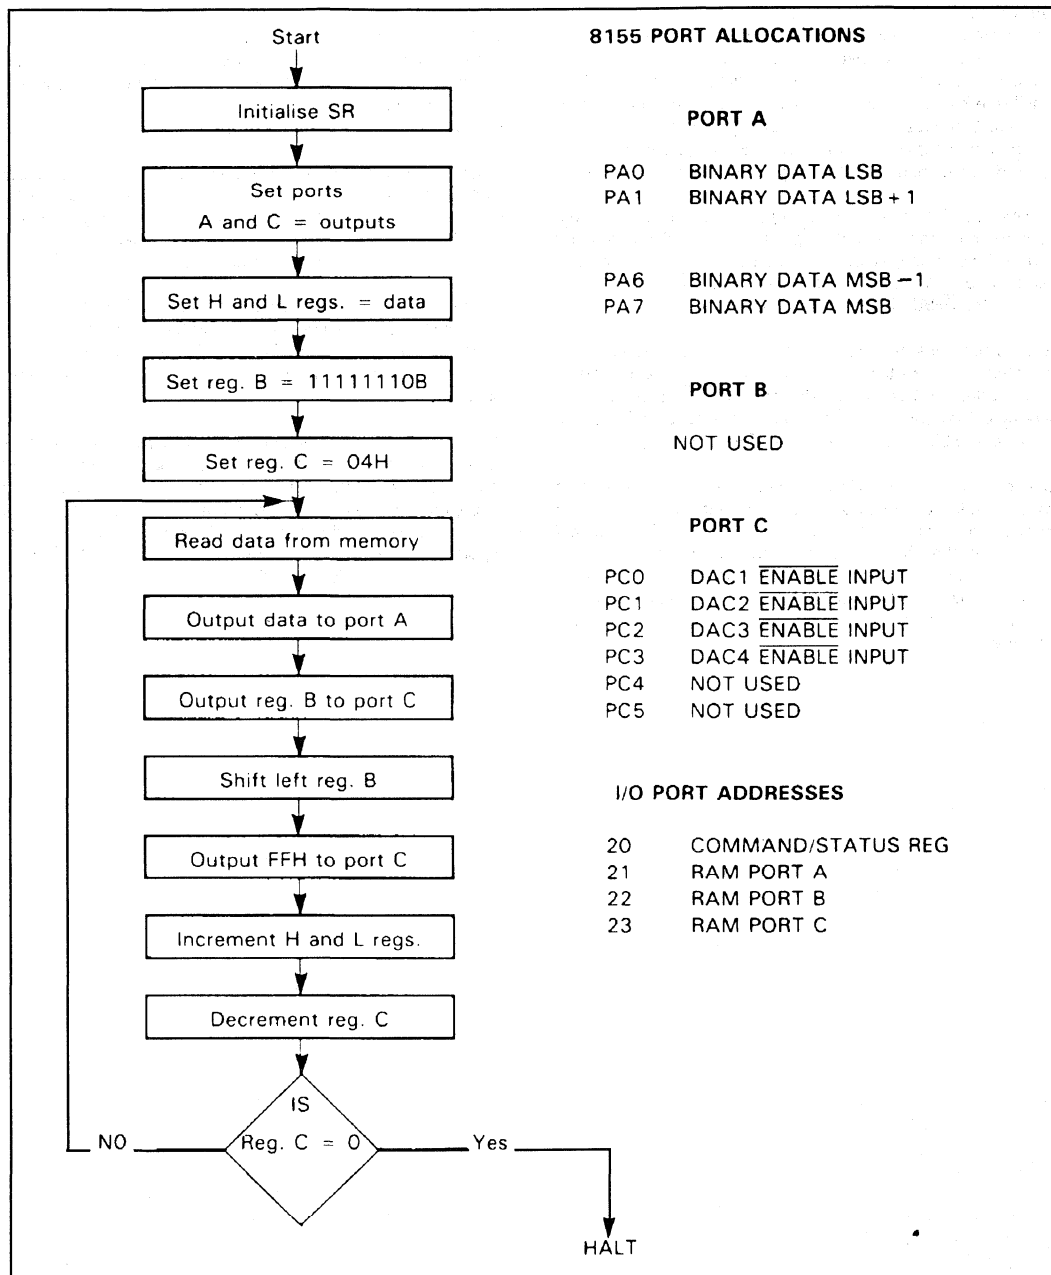 Start
Initialise SR
Set ports
A and C = outputs
Set H and L regs. = data
Set reg. B = 11111110B
Set reg. C = 04H
Read data from memory
Output data to port A
Output reg. B to port C
Shift left reg. B
Output FFH to port C
Increment H and L regs.
Decrement reg. C
IS
Reg. C = 0
NO
Yes
HALT
8155 PORT ALLOCATIONS
PORT A
PA0 BINARY DATA LSB
PA1 BINARY DATA LSB + 1
PA6 BINARY DATA MSB – 1
PA7 BINARY DATA MSB
PORT B
NOT USED
PORT C
PC0 DAC1 ENABLE INPUT
PC1 DAC2 ENABLE INPUT
PC2 DAC3 ENABLE INPUT
PC3 DAC4 ENABLE INPUT
PC4 NOT USED
PC5 NOT USED
I/O PORT ADDRESSES
20 COMMAND/STATUS REG
21 RAM PORT A
22 RAM PORT B
23 RAM PORT C